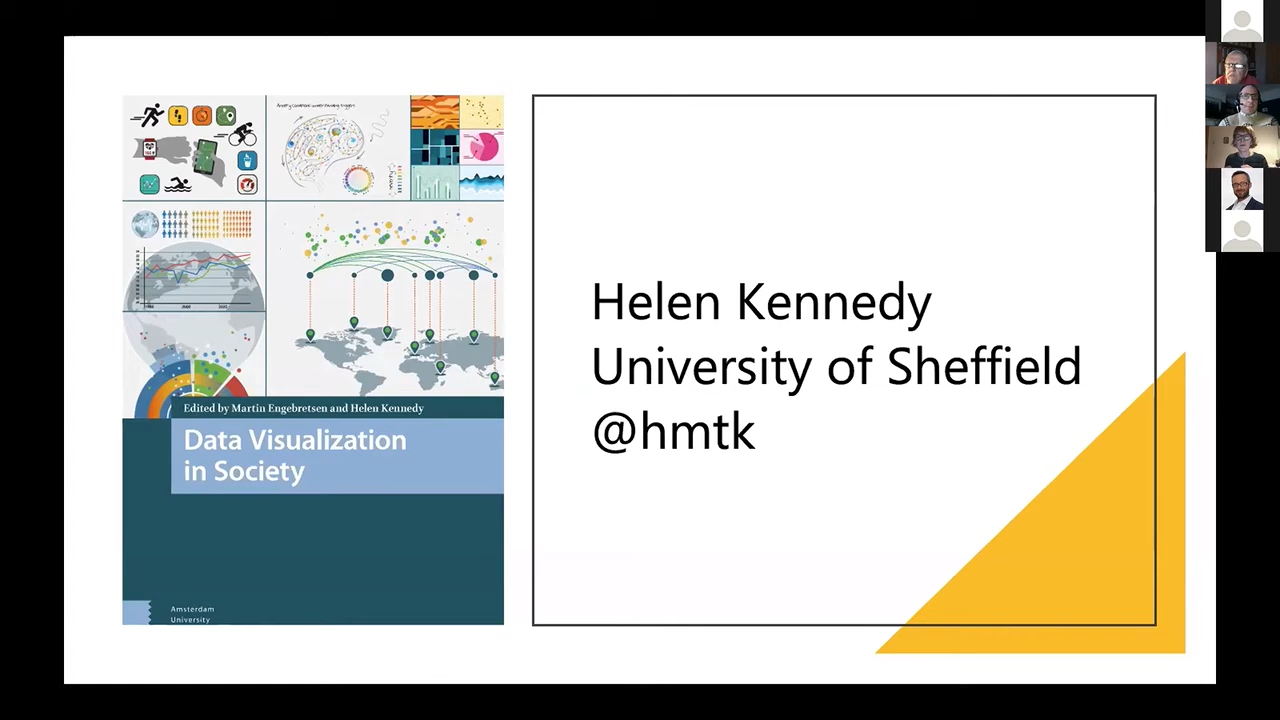 Edited by Martin Engebretsen and Helen Kennedy
Data Visualization
in Society
Amsterdam
University
Helen Kennedy
University of Sheffield
@hmtk